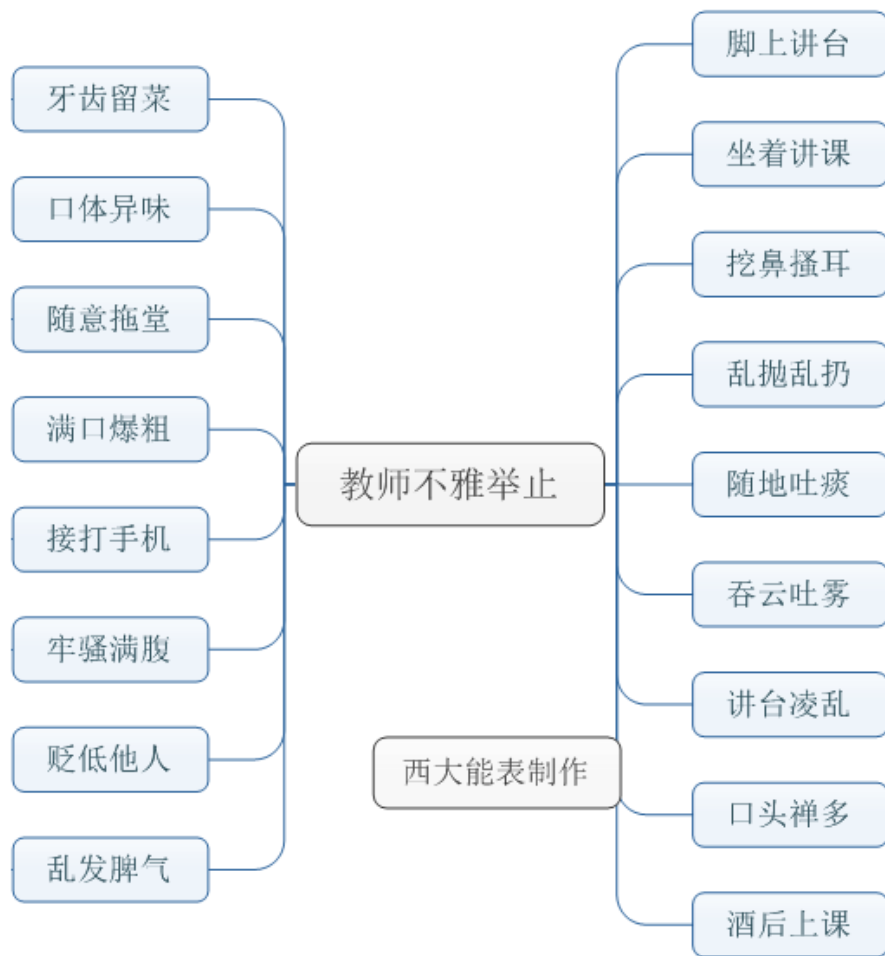 脚上讲台
牙齿留菜
坐着讲课
口体异味
挖鼻搔耳
随意拖堂
乱抛乱扔
满口爆粗
教师不雅举止
随地吐痰
接打手机
吞云吐雾
牢骚满腹
讲台凌乱
贬低他人
西大能表制作
口头禅多
乱发脾气
酒后上课